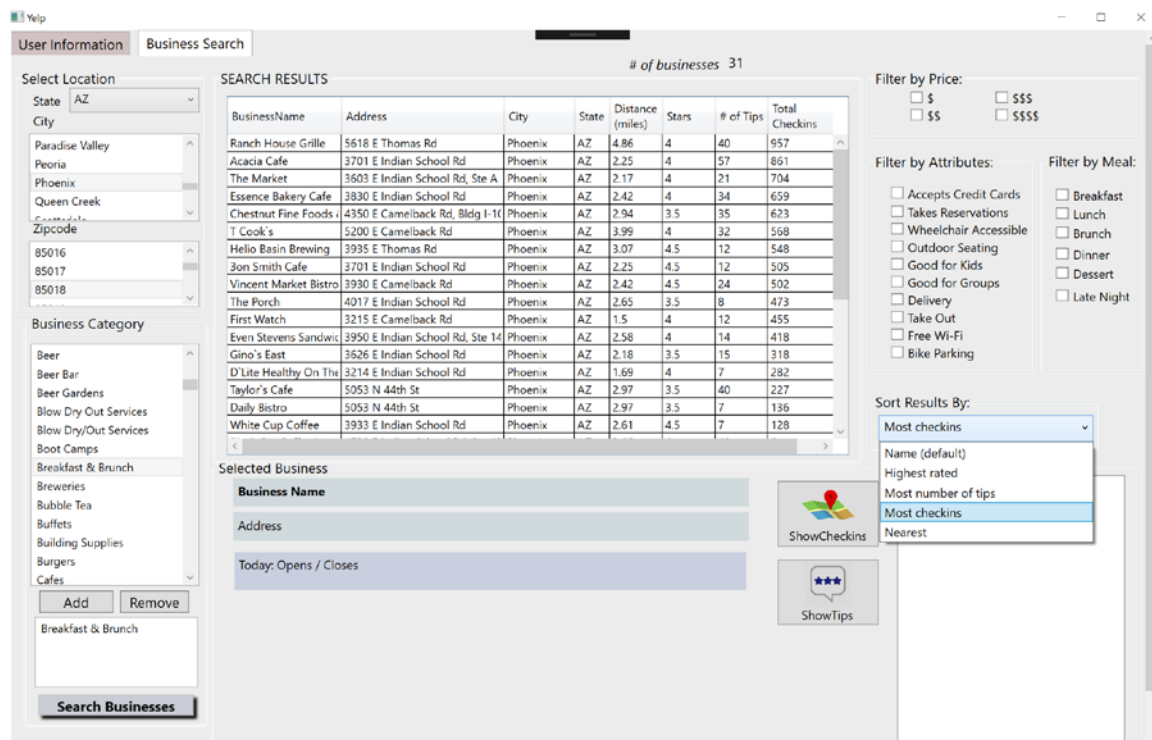 Yelp
User Information
Business Search
# of businesses 31
Select Location
State AZ
City
Paradise Valley
Peoria
Phoenix
Queen Creek
Zipcode
85016
85017
85018
Business Category
Beer
Beer Bar
Beer Gardens
Blow Dry Out Services
Blow Dry/Out Services
Boot Camps
Breakfast & Brunch
Breweries
Bubble Tea
Buffets
Building Supplies
Burgers
Cafes
Add Remove
Breakfast & Brunch
Search Businesses
SEARCH RESULTS
BusinessName Address City State Distance (miles) Stars # of Tips Total Checkins
Ranch House Grille 5618 E Thomas Rd Phoenix AZ 4.86 4 40 957
Acacia Cafe 3701 E Indian School Rd Phoenix AZ 2.25 4 57 861
The Market 3603 E Indian School Rd, Ste A Phoenix AZ 2.17 4 21 704
Essence Bakery Cafe 3830 E Indian School Rd Phoenix AZ 2.42 4 34 659
Chestnut Fine Foods 4350 E Camelback Rd, Bldg I-1 Phoenix AZ 2.94 3.5 35 623
T Cook`s 5200 E Camelback Rd Phoenix AZ 3.99 4 32 568
Helio Basin Brewing 3935 E Thomas Rd Phoenix AZ 3.07 4.5 12 548
3on Smith Cafe 3701 E Indian School Rd Phoenix AZ 2.25 4.5 12 505
Vincent Market Bistro 3930 E Camelback Rd Phoenix AZ 2.42 4.5 24 502
The Porch 4017 E Indian School Rd Phoenix AZ 2.65 3.5 8 473
First Watch 3215 E Camelback Rd Phoenix AZ 1.5 4 12 455
Even Stevens Sandwic 3950 E Indian School Rd, Ste 14 Phoenix AZ 2.58 4 14 418
Gino`s East 3626 E Indian School Rd Phoenix AZ 2.18 3.5 15 318
D`Lite Healthy On The 3214 E Indian School Rd Phoenix AZ 1.69 4 7 282
Taylor`s Cafe 5053 N 44th St Phoenix AZ 2.97 3.5 40 227
Daily Bistro 5053 N 44th St Phoenix AZ 2.97 3.5 7 136
White Cup Coffee 3933 E Indian School Rd Phoenix AZ 2.61 4.5 7 128
Selected Business
Business Name
Address
Today: Opens / Closes
ShowCheckins
ShowTips
Filter by Price:
$ $$$
$$ $$$$
Filter by Attributes:
Accepts Credit Cards
Takes Reservations
Wheelchair Accessible
Outdoor Seating
Good for Kids
Good for Groups
Delivery
Take Out
Free Wi-Fi
Bike Parking
Filter by Meal:
Breakfast
Lunch
Brunch
Dinner
Dessert
Late Night
Sort Results By:
Most checkins
Name (default)
Highest rated
Most number of tips
Most checkins
Nearest